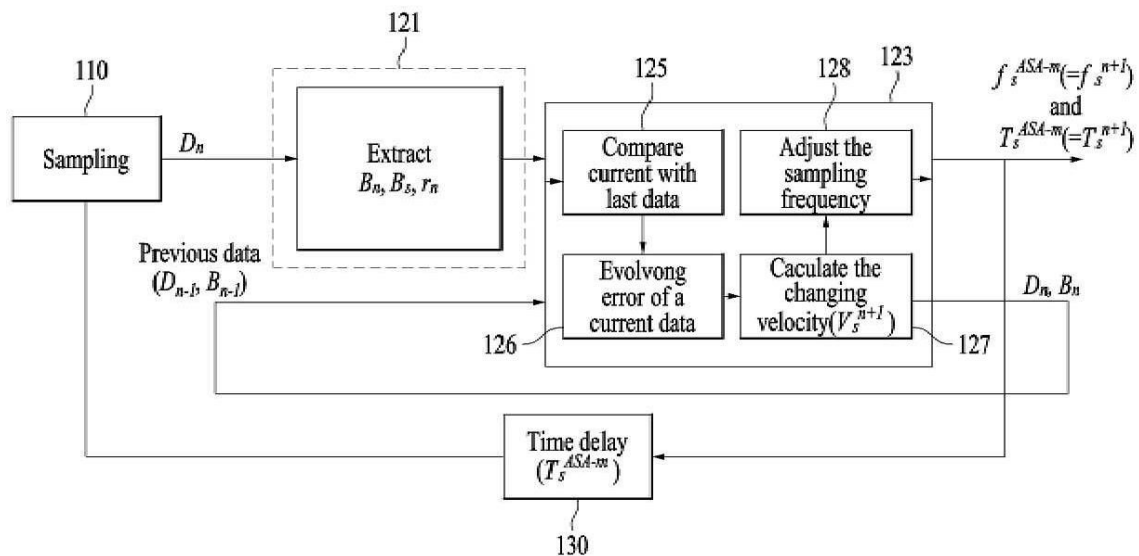 121
110
125
128
123
f_s^{ASA-m}(=f_s^{n+1})
and
T_s^{ASA-m}(=T_s^{n+1})
Sampling
D_n
Extract
B_n, B_s, r_n
Compare
current with
last data
Adjust the
sampling
frequency
Previous data
(D_{n-1}, B_{n-1})
Evolvong
error of a
current data
Caculate the
changing
velocity(V_s^{n+1})
D_n, B_n
126
127
Time delay
(T_s^{ASA-m})
130